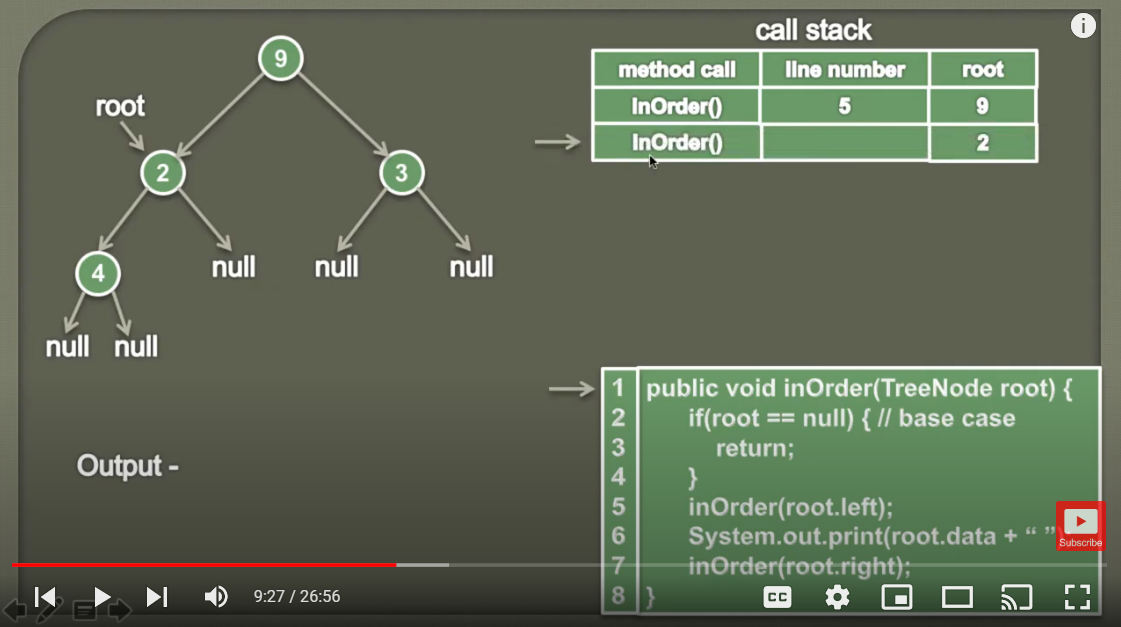 call stack
method call line number root
InOrder() 5 9
InOrder() 2
9
root
2 3
null null null
4
null null
Output -
1 public void inOrder(TreeNode root) {
2 if(root == null) { // base case
3 return;
4 }
5 inOrder(root.left);
6 System.out.print(root.data + “ ”)
7 inOrder(root.right);
8 }
Subscribe
9:27 / 26:56
CC
i